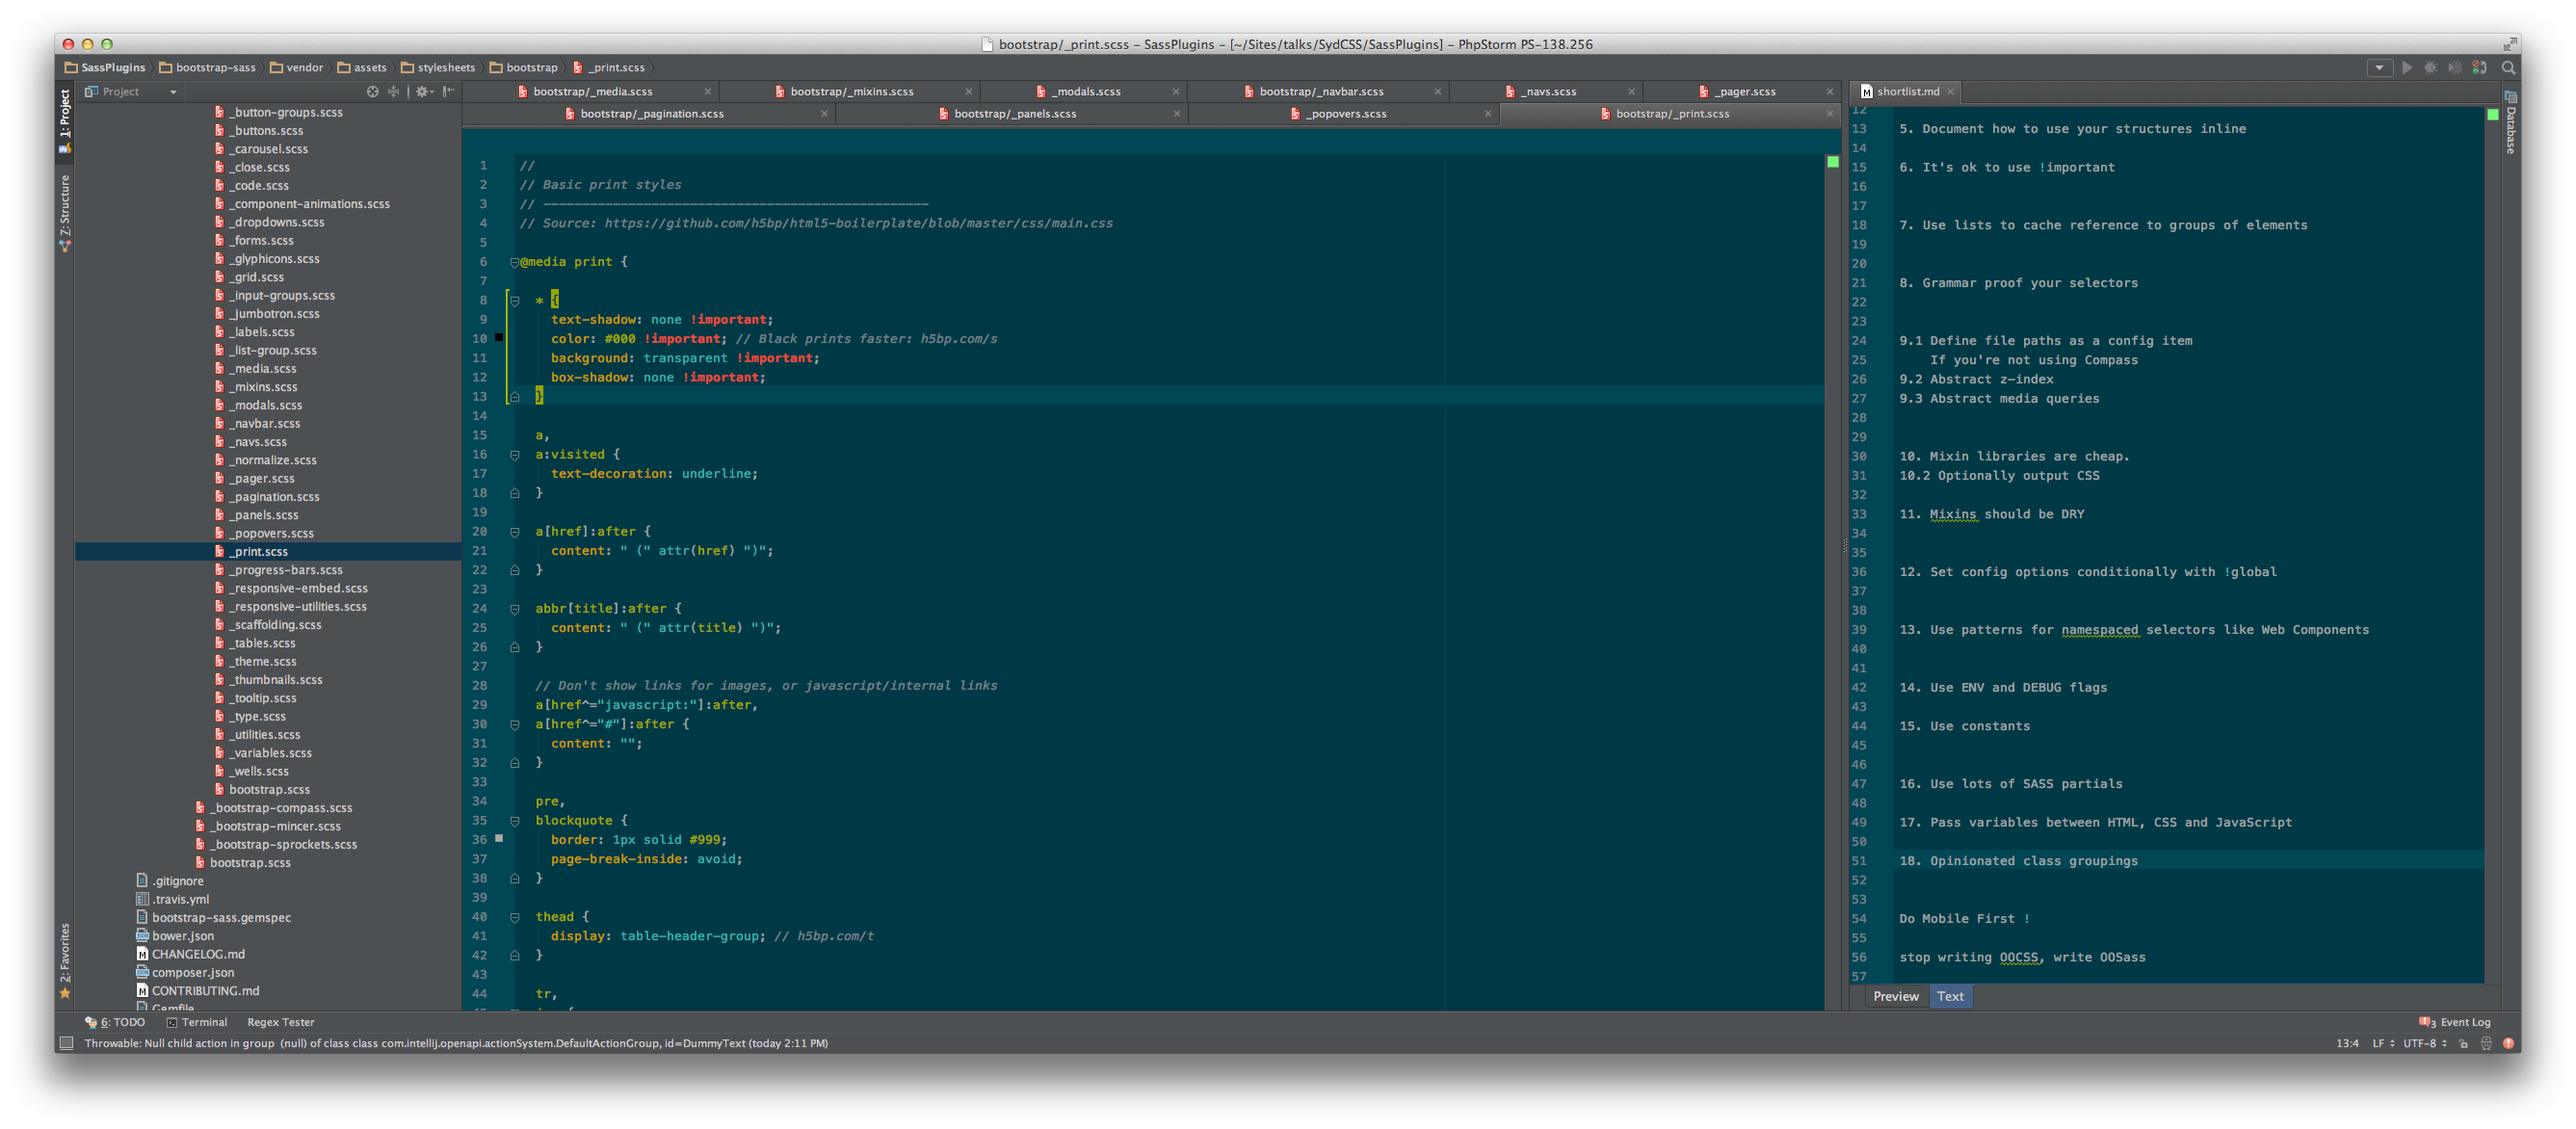 bootstrap/_print.scss – SassPlugins – [~/Sites/talks/SydCSS/SassPlugins] – PhpStorm PS-138.256
SassPlugins bootstrap-sass vendor assets stylesheets bootstrap _print.scss
1: Project
Z: Structure
2: Favorites
Project
_button-groups.scss
_buttons.scss
_carousel.scss
_close.scss
_code.scss
_component-animations.scss
_dropdowns.scss
_forms.scss
_glyphicons.scss
_grid.scss
_input-groups.scss
_jumbotron.scss
_labels.scss
_list-group.scss
_media.scss
_mixins.scss
_modals.scss
_navbar.scss
_navs.scss
_normalize.scss
_pager.scss
_pagination.scss
_panels.scss
_popovers.scss
_print.scss
_progress-bars.scss
_responsive-embed.scss
_responsive-utilities.scss
_scaffolding.scss
_tables.scss
_theme.scss
_thumbnails.scss
_tooltip.scss
_type.scss
_utilities.scss
_variables.scss
_wells.scss
bootstrap.scss
_bootstrap-compass.scss
_bootstrap-mincer.scss
_bootstrap-sprockets.scss
bootstrap.scss
.gitignore
.travis.yml
bootstrap-sass.gemspec
bower.json
CHANGELOG.md
composer.json
CONTRIBUTING.md
Gemfile
bootstrap/_media.scss bootstrap/_mixins.scss _modals.scss bootstrap/_navbar.scss _navs.scss _pager.scss
bootstrap/_pagination.scss bootstrap/_panels.scss _popovers.scss bootstrap/_print.scss
1 //
2 // Basic print styles
3 // --------------------------------------------------
4 // Source: https://github.com/h5bp/html5-boilerplate/blob/master/css/main.css
5
6 @media print {
7
8 * {
9 text-shadow: none !important;
10 color: #000 !important; // Black prints faster: h5bp.com/s
11 background: transparent !important;
12 box-shadow: none !important;
13 }
14
15 a,
16 a:visited {
17 text-decoration: underline;
18 }
19
20 a[href]:after {
21 content: " (" attr(href) ")";
22 }
23
24 abbr[title]:after {
25 content: " (" attr(title) ")";
26 }
27
28 // Don't show links for images, or javascript/internal links
29 a[href^="javascript:"]:after,
30 a[href^="#"]:after {
31 content: "";
32 }
33
34 pre,
35 blockquote {
36 border: 1px solid #999;
37 page-break-inside: avoid;
38 }
39
40 thead {
41 display: table-header-group; // h5bp.com/t
42 }
43
44 tr,
shortlist.md
12
13 5. Document how to use your structures inline
14
15 6. It's ok to use !important
16
17
18 7. Use lists to cache reference to groups of elements
19
20
21 8. Grammar proof your selectors
22
23
24 9.1 Define file paths as a config item
25 If you're not using Compass
26 9.2 Abstract z-index
27 9.3 Abstract media queries
28
29
30 10. Mixin libraries are cheap.
31 10.2 Optionally output CSS
32
33 11. Mixins should be DRY
34
35
36 12. Set config options conditionally with !global
37
38
39 13. Use patterns for namespaced selectors like Web Components
40
41
42 14. Use ENV and DEBUG flags
43
44 15. Use constants
45
46
47 16. Use lots of SASS partials
48
49 17. Pass variables between HTML, CSS and JavaScript
50
51 18. Opinionated class groupings
52
53
54 Do Mobile First !
55
56 stop writing OOCSS, write OOSass
57
Preview Text
Database
6: TODO Terminal Regex Tester
3 Event Log
Throwable: Null child action in group (null) of class class com.intellij.openapi.actionSystem.DefaultActionGroup, id=DummyText (today 2:11 PM)
13:4 LF UTF-8